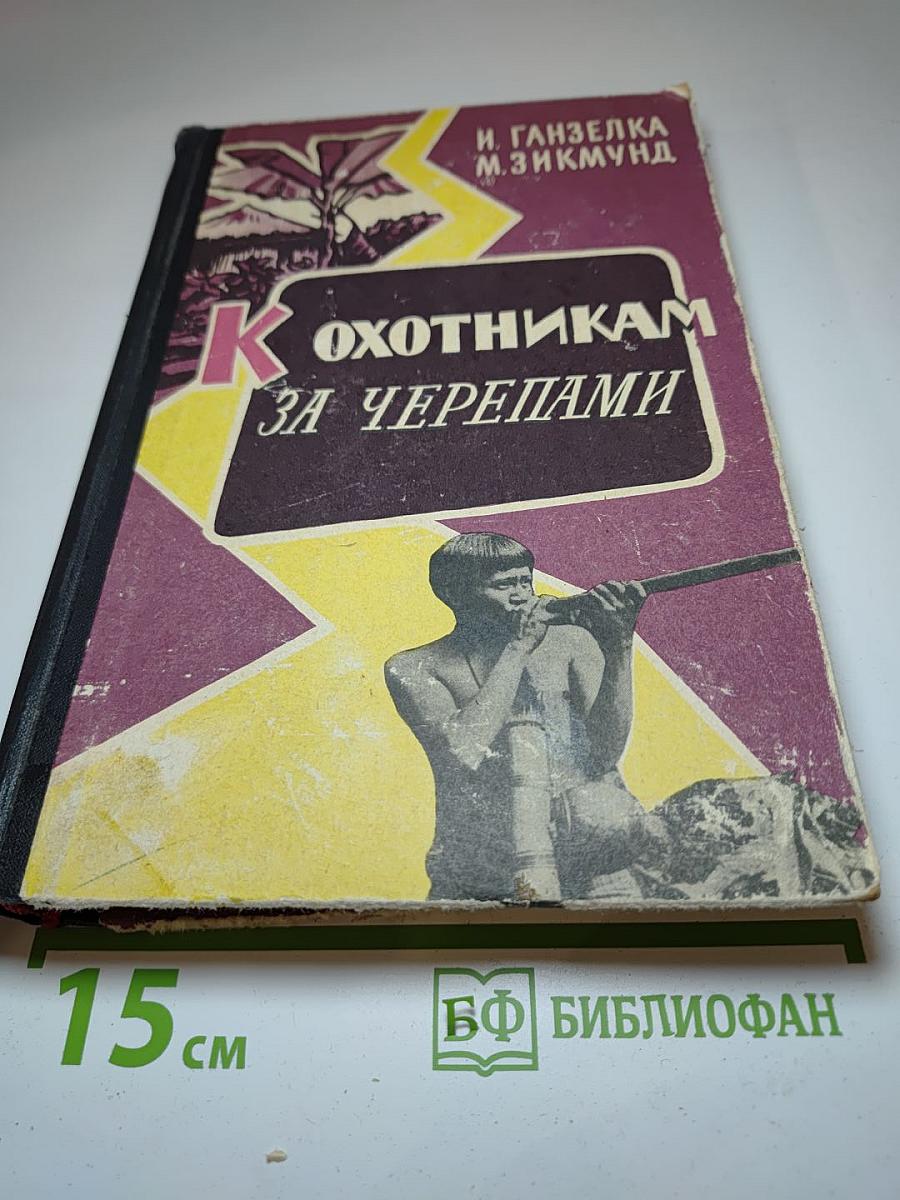 И. ГАНЗЕЛКА
М. ЗИКМУНД
К ОХОТНИКАМ
ЗА ЧЕРЕПАМИ
15 см
БФ БИБЛИОФАН